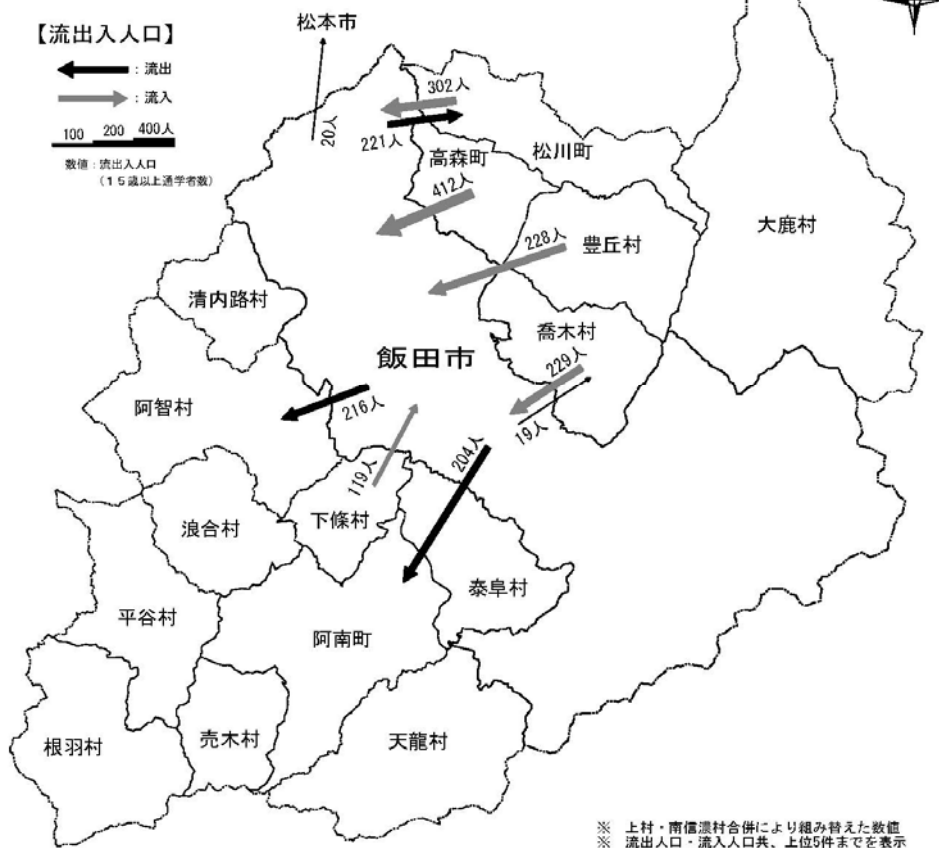 松本市
【流出入人口】
：流出
：流入
100 200 400人
数値：流出入人口
（１５歳以上通学者数）
20人
302人
221人
高森町
松川町
412人
大鹿村
228人
豊丘村
清内路村
喬木村
飯田市
229人
阿智村
216人
19人
204人
119人
下條村
浪合村
泰阜村
平谷村
阿南町
根羽村
売木村
天龍村
※ 上村・南信濃村合併により組み替えた数値
※ 流出人口・流入人口共、上位5件までを表示